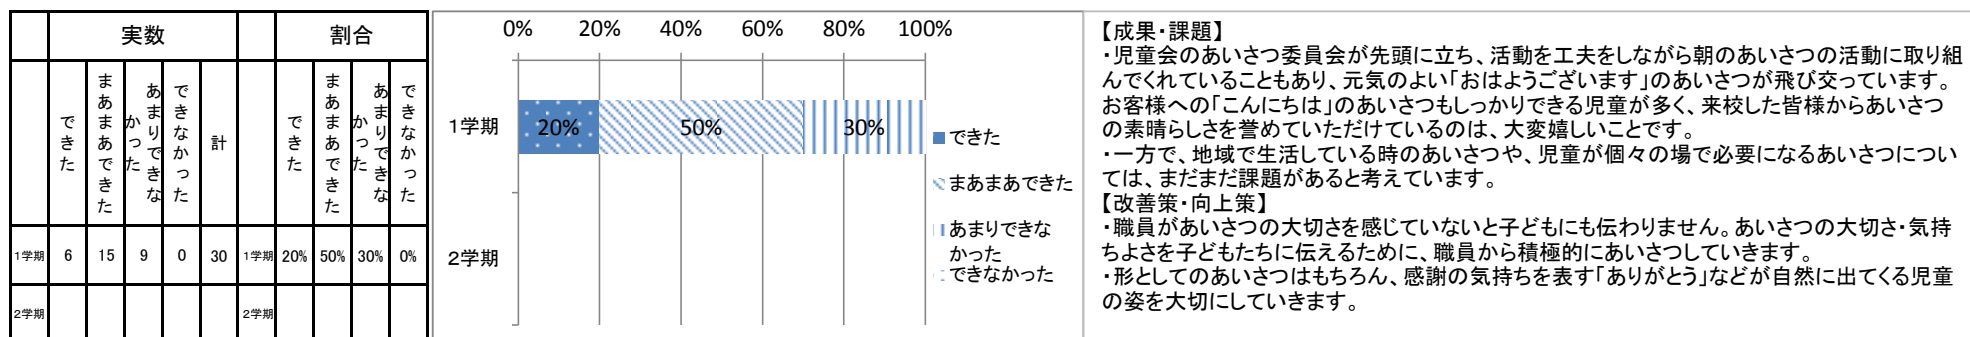 実数
割合
できた
まあまあできた
あまりできなかった
できなかった
計
できた
まあまあできた
あまりできなかった
できなかった
1学期 6 15 9 0 30 1学期 20% 50% 30% 0%
2学期 2学期
0% 20% 40% 60% 80% 100%
1学期
20% 50% 30%
2学期
できた
まあまあできた
あまりできな
かった
できなかった
【成果・課題】
・児童会のあいさつ委員会が先頭に立ち、活動を工夫をしながら朝のあいさつの活動に取り組
んでくれていることもあり、元気のよい「おはようございます」のあいさつが飛び交っています。
お客様への「こんにちは」のあいさつもしっかりできる児童が多く、来校した皆様からあいさつ
の素晴らしさを誉めていただけているのは、大変嬉しいことです。
・一方で、地域で生活している時のあいさつや、児童が個々の場で必要になるあいさつについ
ては、まだまだ課題があると考えています。
【改善策・向上策】
・職員があいさつの大切さを感じていないと子どもにも伝わりません。あいさつの大切さ・気持
ちよさを子どもたちに伝えるために、職員から積極的にあいさつしていきます。
・形としてのあいさつはもちろん、感謝の気持ちを表す「ありがとう」などが自然に出てくる児童
の姿を大切にしていきます。